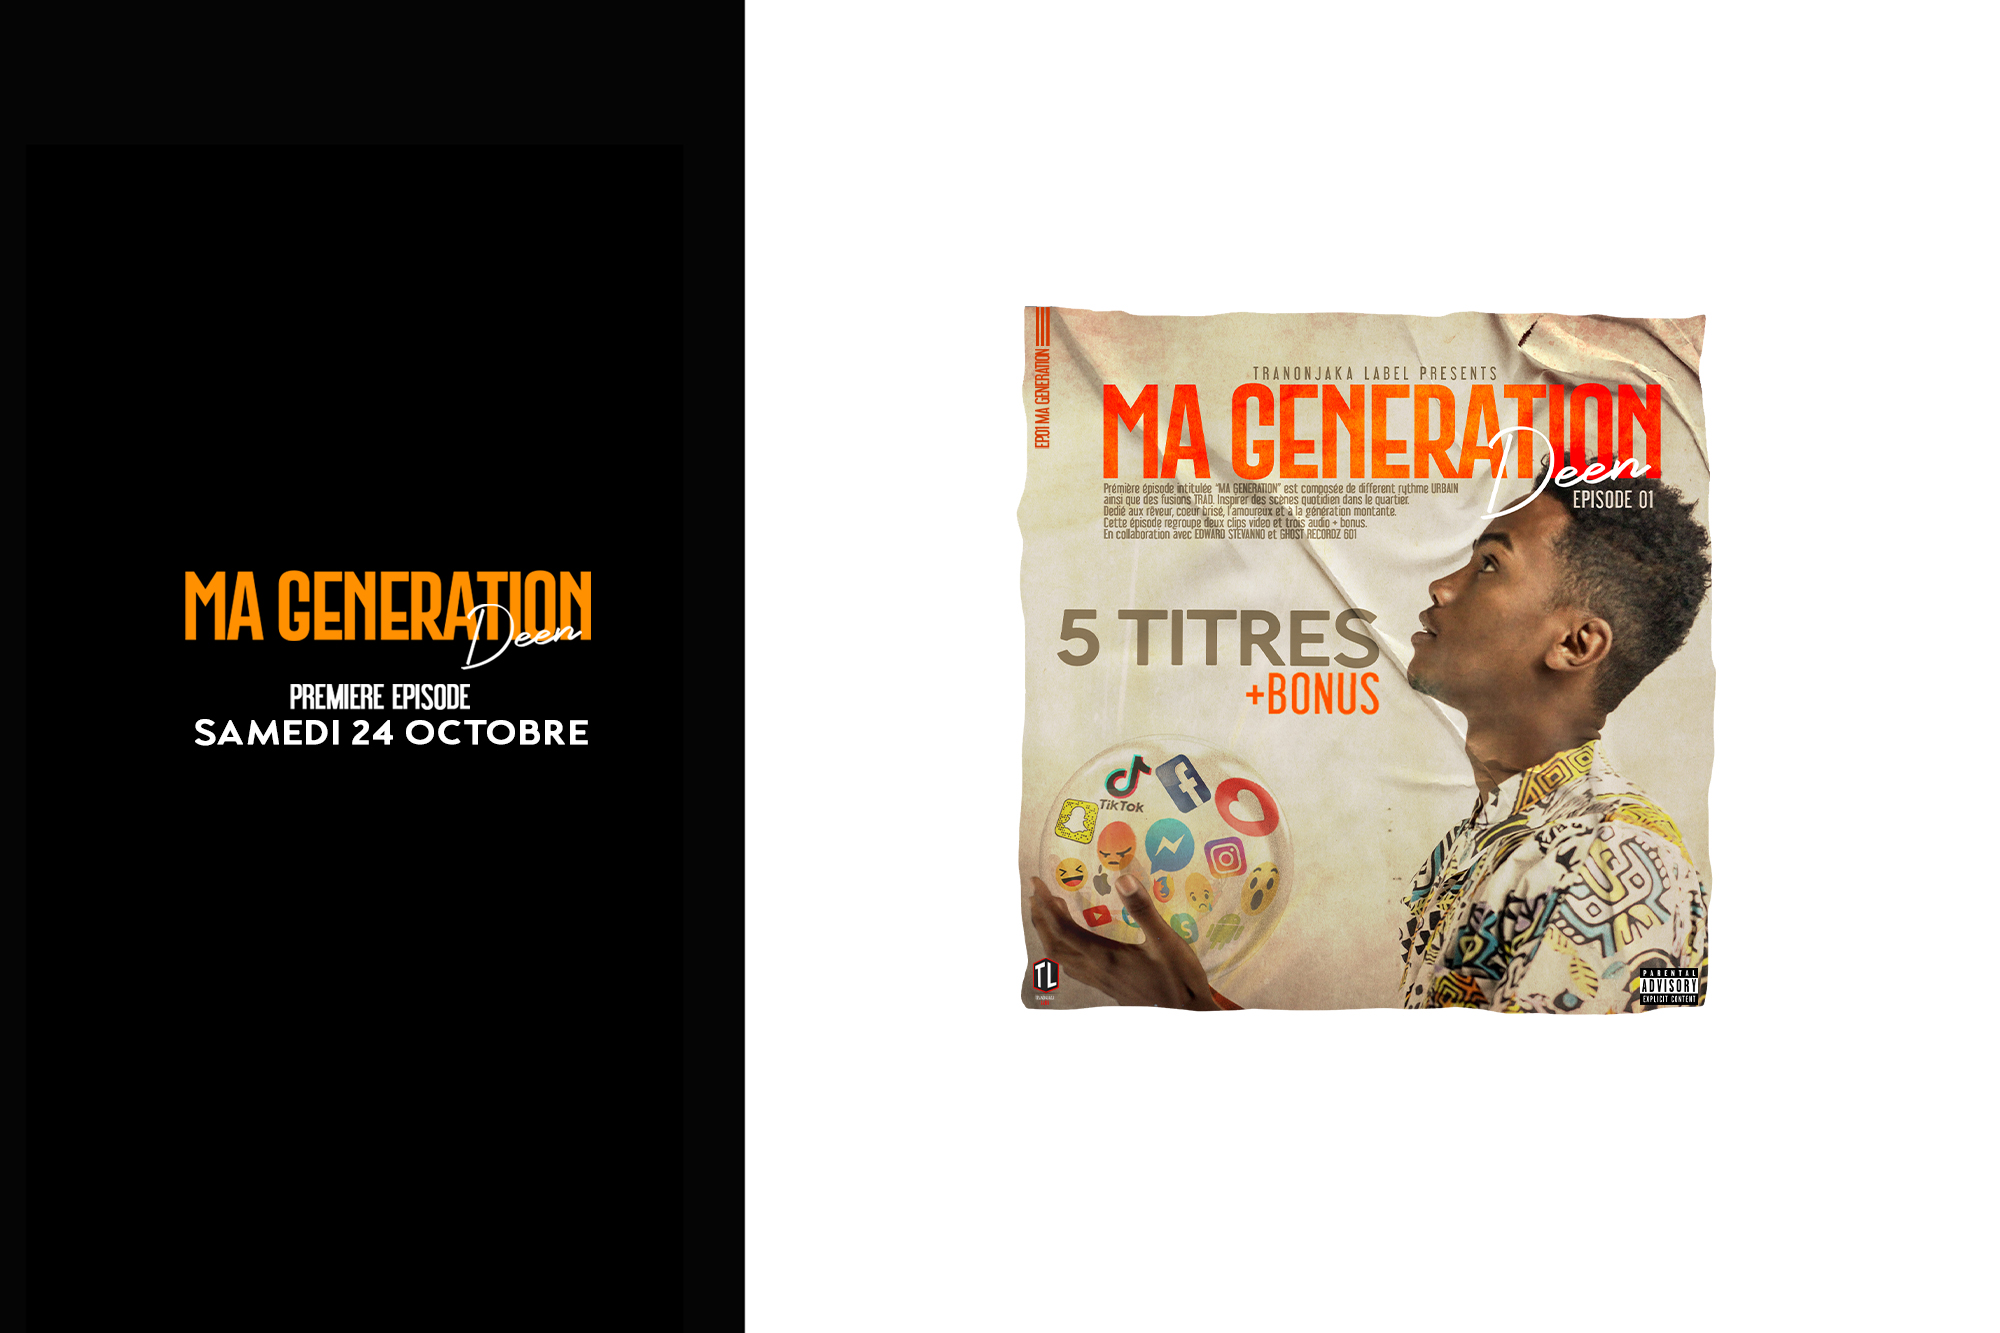 MA GENERATION
Deen
PREMIERE EPISODE
SAMEDI 24 OCTOBRE
EP01 MA GENERATION
TRANONJAKA LABEL PRESENTS
MA GENERATION
Deen
EPISODE 01
Prémière épisode intitulée "MA GENERATION" est composée de different rythme URBAIN
ainsi que des fusions TRAD. Inspirer des scènes quotidien dans le quartier.
Dedié aux rêveur, coeur brisé, l'amoureux et à la génération montante.
Cette épisode regroupe deux clips video et trois audio + bonus.
En collaboration avec EDWARD STEVANNO et GHOST RECORDZ 601
5 TITRES
+BONUS
TikTok
TL
PARENTAL
ADVISORY
EXPLICIT CONTENT